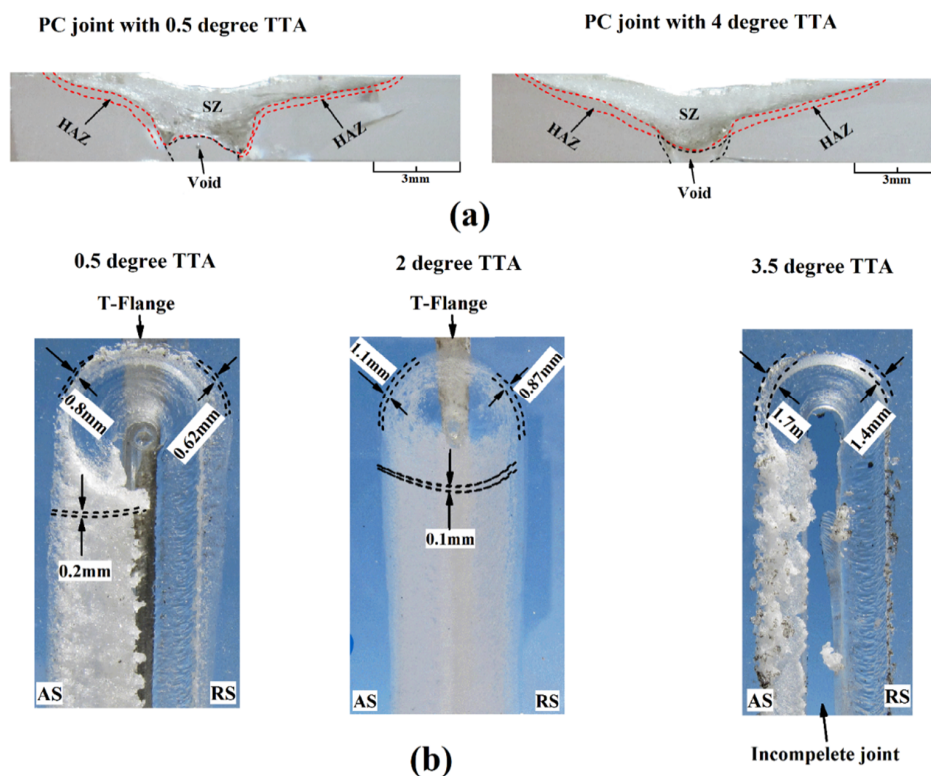 PC joint with 0.5 degree TTA
PC joint with 4 degree TTA
HAZ
SZ
HAZ
Void
3mm
HAZ
SZ
HAZ
Void
3mm
(a)
0.5 degree TTA
2 degree TTA
3.5 degree TTA
T-Flange
T-Flange
0.8mm
0.62mm
0.2mm
AS
RS
1.1mm
0.87mm
0.1mm
AS
RS
1.7m
1.4mm
AS
RS
Incompelete joint
(b)